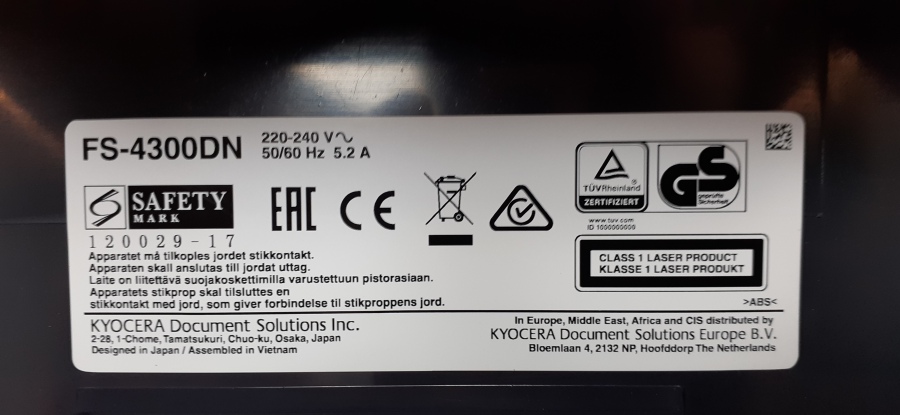 FS-4300DN
220-240 V
50/60 Hz 5.2 A
SAFETY
MARK
120029-17
EAC
CE
TÜVRheinland
ZERTIFIZIERT
GS
geprüfte
Sicherheit
www.tuv.com
ID 1000000000
Apparatet må tilkoples jordet stikkontakt.
Apparaten skall anslutas till jordat uttag.
Laite on liitettävä suojakoskettimilla varustettuun pistorasiaan.
Apparatets stikprop skal tilsluttes en
stikkontakt med jord, som giver forbindelse til stikproppens jord.
CLASS 1 LASER PRODUCT
KLASSE 1 LASER PRODUKT
>ABS<
KYOCERA Document Solutions Inc.
2-28, 1-Chome, Tamatsukuri, Chuo-ku, Osaka, Japan
Designed in Japan / Assembled in Vietnam
In Europe, Middle East, Africa and CIS distributed by
KYOCERA Document Solutions Europe B.V.
Bloemlaan 4, 2132 NP, Hoofddorp The Netherlands